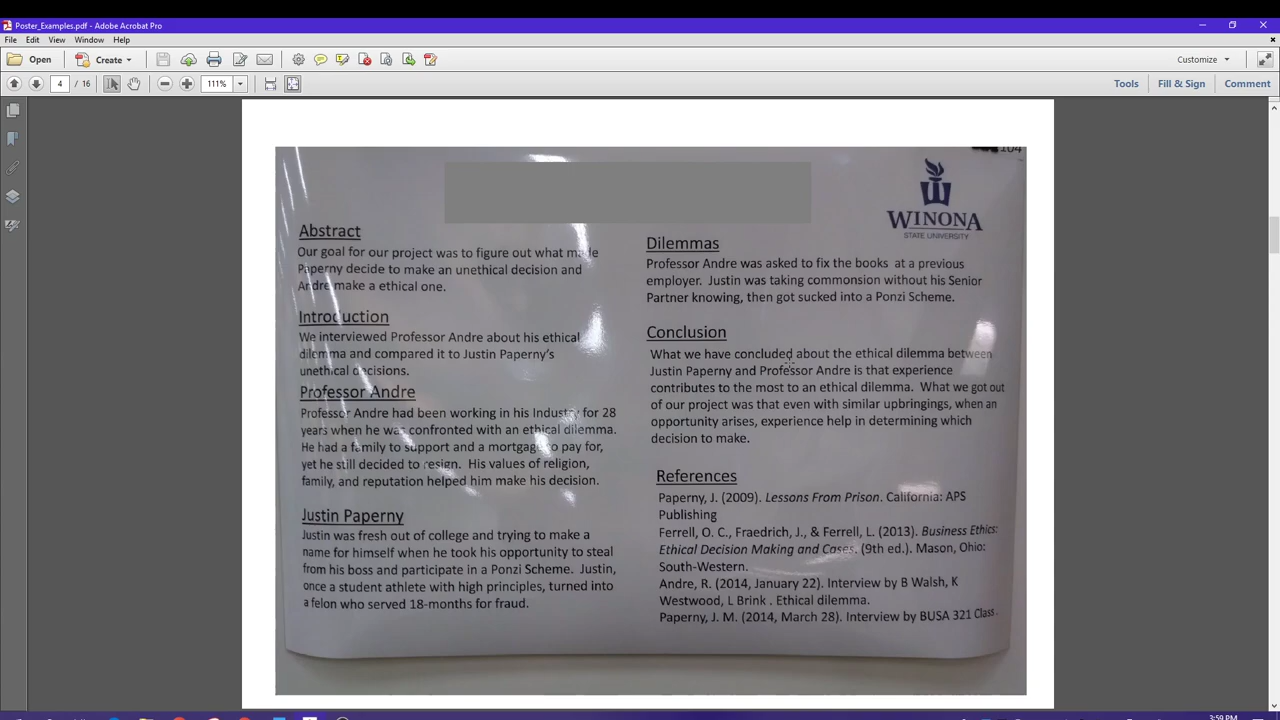 Poster_Examples.pdf - Adobe Acrobat Pro
File Edit View Window Help
Open Create Customize
4 / 16 111% Tools Fill & Sign Comment
104
WINONA
STATE UNIVERSITY
Abstract
Our goal for our project was to figure out what made
Paperny decide to make an unethical decision and
Andre make a ethical one.
Introduction
We interviewed Professor Andre about his ethical
dilemma and compared it to Justin Paperny's
unethical decisions.
Professor Andre
Professor Andre had been working in his Industry for 28
years when he was confronted with an ethical dilemma.
He had a family to support and a mortgage to pay for,
yet he still decided to resign. His values of religion,
family, and reputation helped him make his decision.
Justin Paperny
Justin was fresh out of college and trying to make a
name for himself when he took his opportunity to steal
from his boss and participate in a Ponzi Scheme. Justin,
once a student athlete with high principles, turned into
a felon who served 18-months for fraud.
Dilemmas
Professor Andre was asked to fix the books at a previous
employer. Justin was taking commonsion without his Senior
Partner knowing, then got sucked into a Ponzi Scheme.
Conclusion
What we have concluded about the ethical dilemma between
Justin Paperny and Professor Andre is that experience
contributes to the most to an ethical dilemma. What we got out
of our project was that even with similar upbringings, when an
opportunity arises, experience help in determining which
decision to make.
References
Paperny, J. (2009). Lessons From Prison. California: APS
Publishing
Ferrell, O. C., Fraedrich, J., & Ferrell, L. (2013). Business Ethics:
Ethical Decision Making and Cases. (9th ed.). Mason, Ohio:
South-Western.
Andre, R. (2014, January 22). Interview by B Walsh, K
Westwood, L Brink . Ethical dilemma.
Paperny, J. M. (2014, March 28). Interview by BUSA 321 Class.
3:59 PM